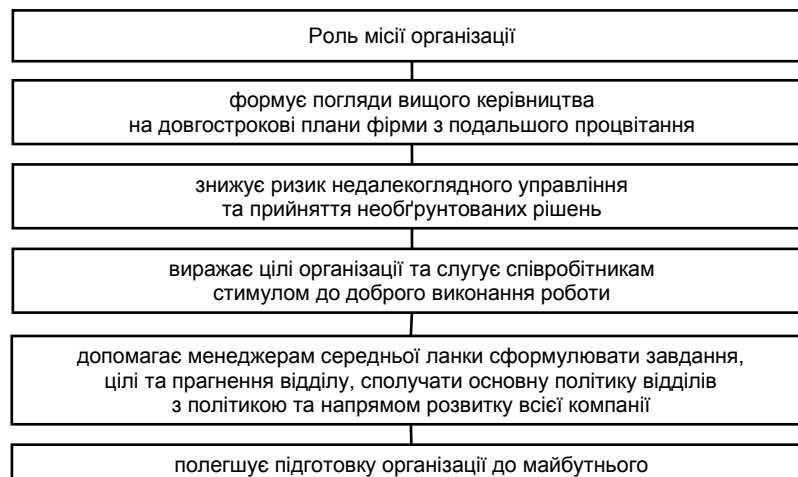 Роль місії організації
формує погляди вищого керівництва
на довгострокові плани фірми з подальшого процвітання
знижує ризик недалекоглядного управління
та прийняття необґрунтованих рішень
виражає цілі організації та слугує співробітникам
стимулом до доброго виконання роботи
допомагає менеджерам середньої ланки сформулювати завдання,
цілі та прагнення відділу, сполучати основну політику відділів
з політикою та напрямом розвитку всієї компанії
полегшує підготовку організації до майбутнього